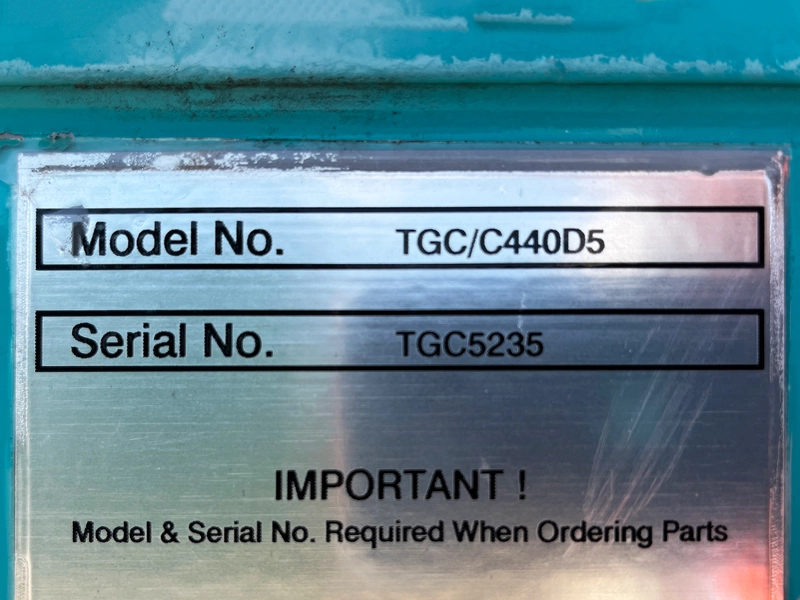 Model No. TGC/C440D5
Serial No. TGC5235
IMPORTANT !
Model & Serial No. Required When Ordering Parts